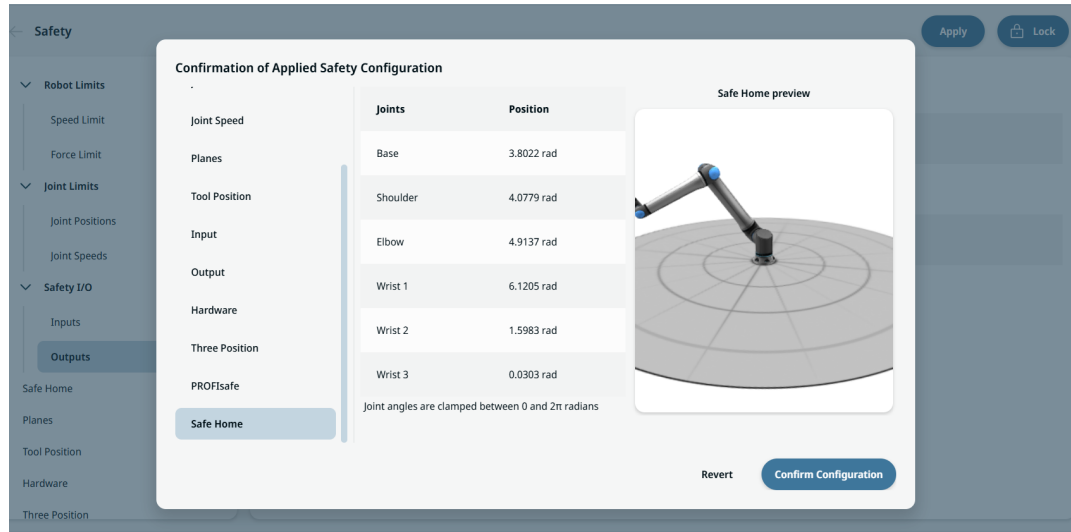 Safety
Apply
Lock
Robot Limits
Speed Limit
Force Limit
Joint Limits
Joint Positions
Joint Speeds
Safety I/O
Inputs
Outputs
Safe Home
Planes
Tool Position
Hardware
Three Position
Confirmation of Applied Safety Configuration
Joint Speed
Planes
Tool Position
Input
Output
Hardware
Three Position
PROFIsafe
Safe Home
Joints Position
Base 3.8022 rad
Shoulder 4.0779 rad
Elbow 4.9137 rad
Wrist 1 6.1205 rad
Wrist 2 1.5983 rad
Wrist 3 0.0303 rad
Joint angles are clamped between 0 and 2π radians
Safe Home preview
Revert
Confirm Configuration